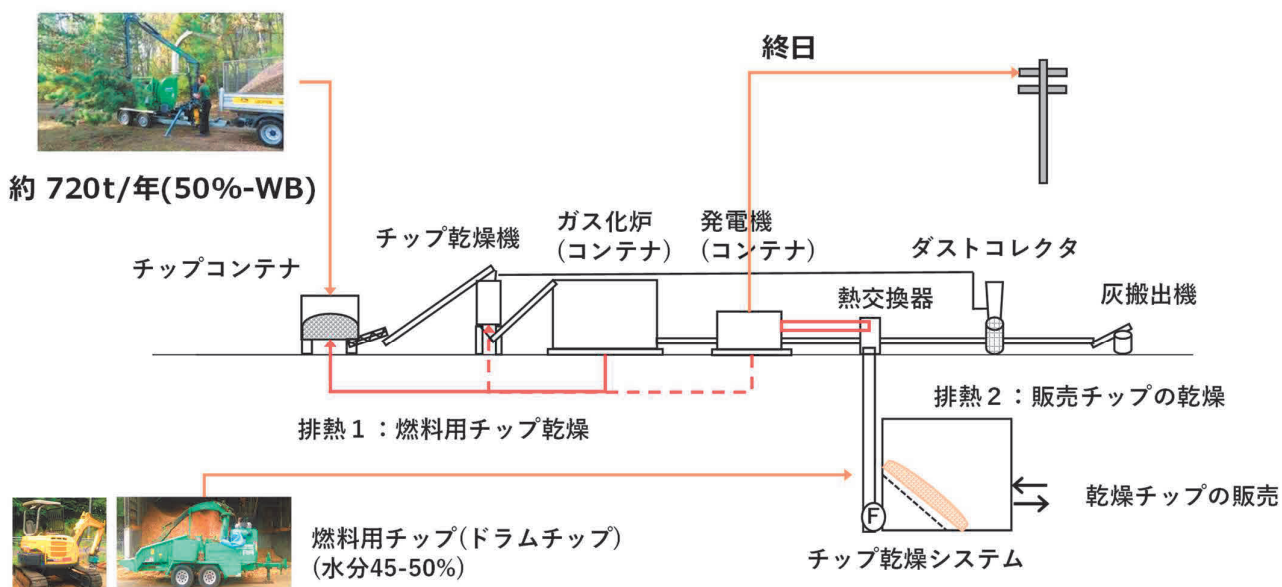 終日
約 720t/年(50%-WB)
チップコンテナ
チップ乾燥機
ガス化炉
(コンテナ)
発電機
(コンテナ)
熱交換器
ダストコレクタ
灰搬出機
排熱1:燃料用チップ乾燥
排熱2:販売チップの乾燥
燃料用チップ(ドラムチップ)
(水分45-50%)
F
チップ乾燥システム
乾燥チップの販売